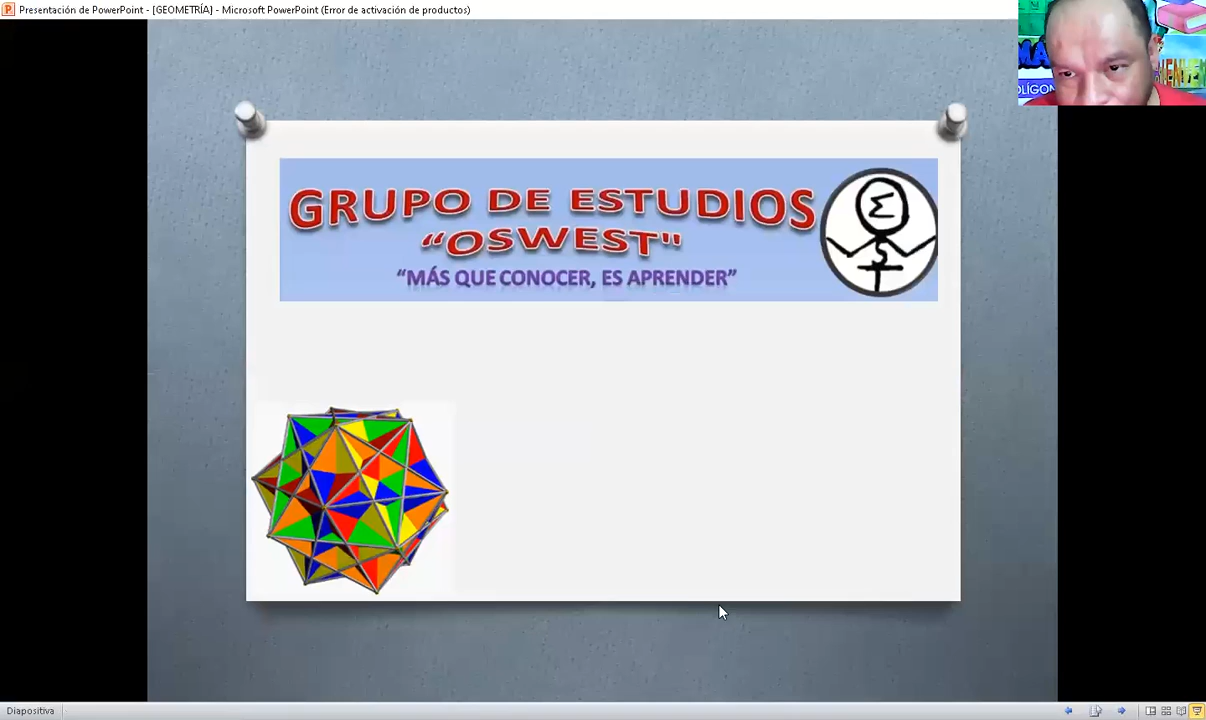 Presentación de PowerPoint - [GEOMETRÍA] - Microsoft PowerPoint (Error de activación de productos)
GRUPO DE ESTUDIOS
“OSWEST"
“MÁS QUE CONOCER, ES APRENDER”
Diapositiva